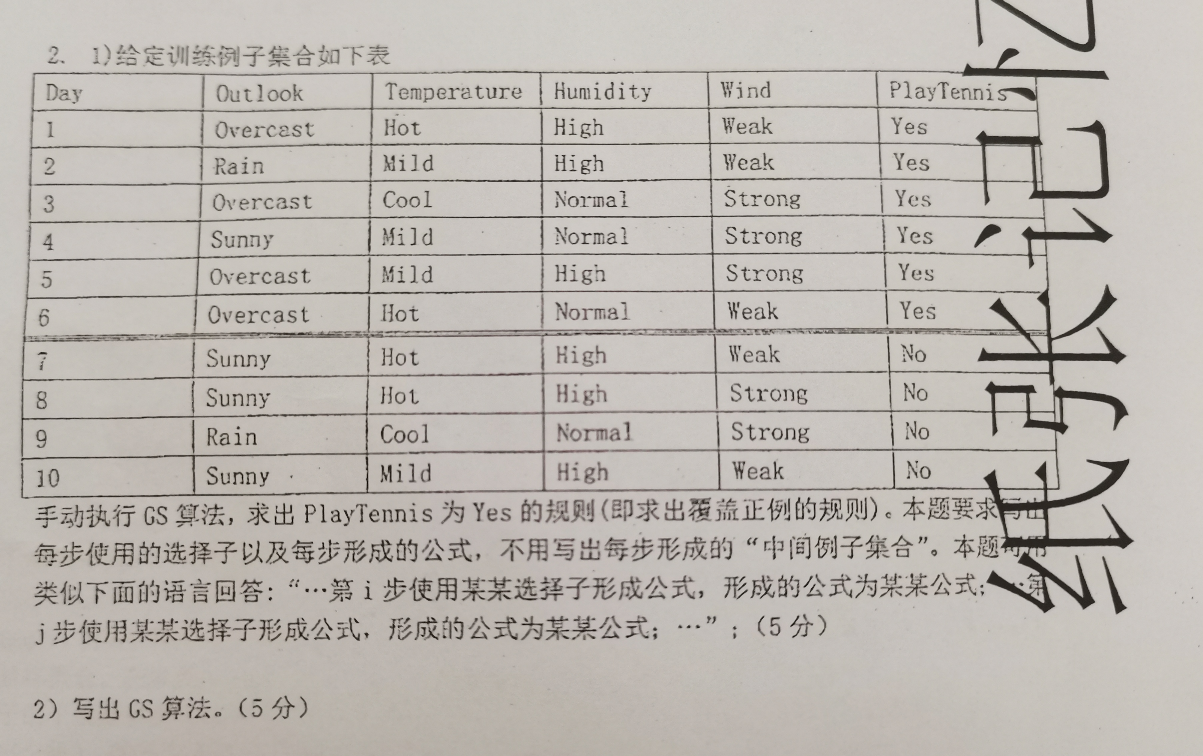 2. 1)给定训练例子集合如下表
Day Outlook Temperature Humidity Wind PlayTennis
1 Overcast Hot High Weak Yes
2 Rain Mild High Weak Yes
3 Overcast Cool Normal Strong Yes
4 Sunny Mild Normal Strong Yes
5 Overcast Mild High Strong Yes
6 Overcast Hot Normal Weak Yes
7 Sunny Hot High Weak No
8 Sunny Hot High Strong No
9 Rain Cool Normal Strong No
10 Sunny Mild High Weak No
手动执行 GS 算法，求出 PlayTennis 为 Yes 的规则(即求出覆盖正例的规则)。本题要求写出
每步使用的选择子以及每步形成的公式，不用写出每步形成的“中间例子集合”。本题可用
类似下面的语言回答：“…第 i 步使用某某选择子形成公式，形成的公式为某某公式；…第
j 步使用某某选择子形成公式，形成的公式为某某公式；…”；（5 分）
2）写出 GS 算法。（5 分）